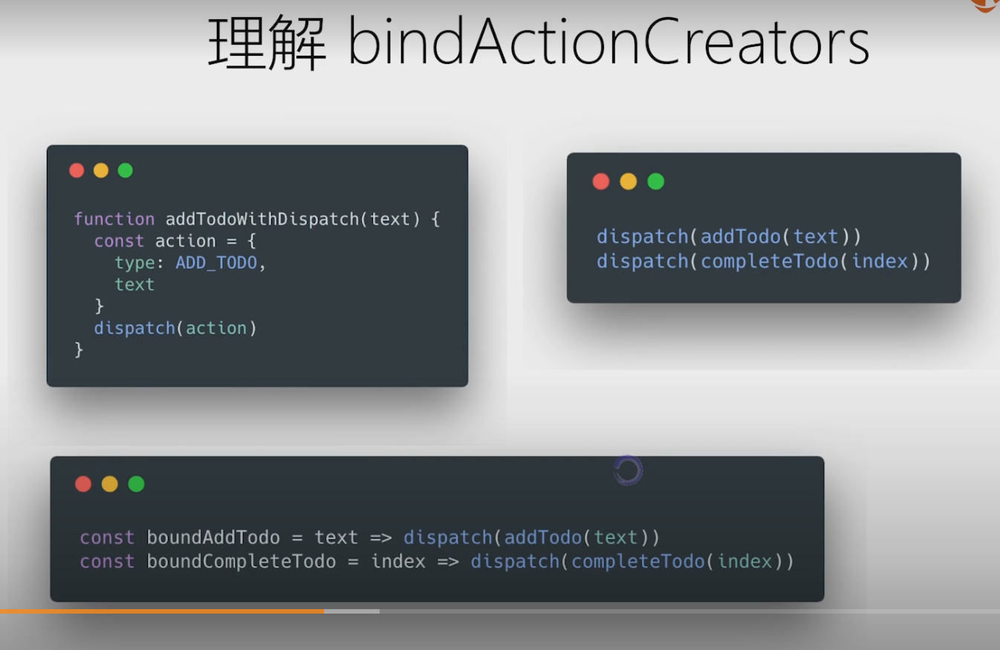 理解 bindActionCreators
function addTodoWithDispatch(text) {
  const action = {
    type: ADD_TODO,
    text
  }
  dispatch(action)
}
dispatch(addTodo(text))
dispatch(completeTodo(index))
const boundAddTodo = text => dispatch(addTodo(text))
const boundCompleteTodo = index => dispatch(completeTodo(index))